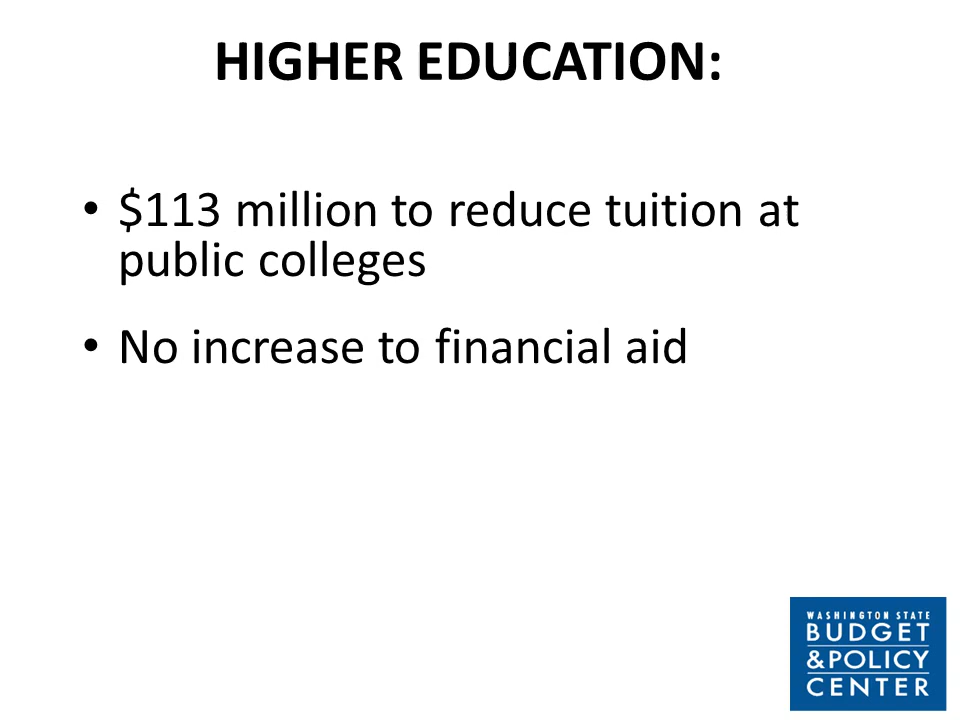 HIGHER EDUCATION:
• $113 million to reduce tuition at
public colleges
• No increase to financial aid
WASHINGTON STATE
BUDGET
&POLICY
CENTER